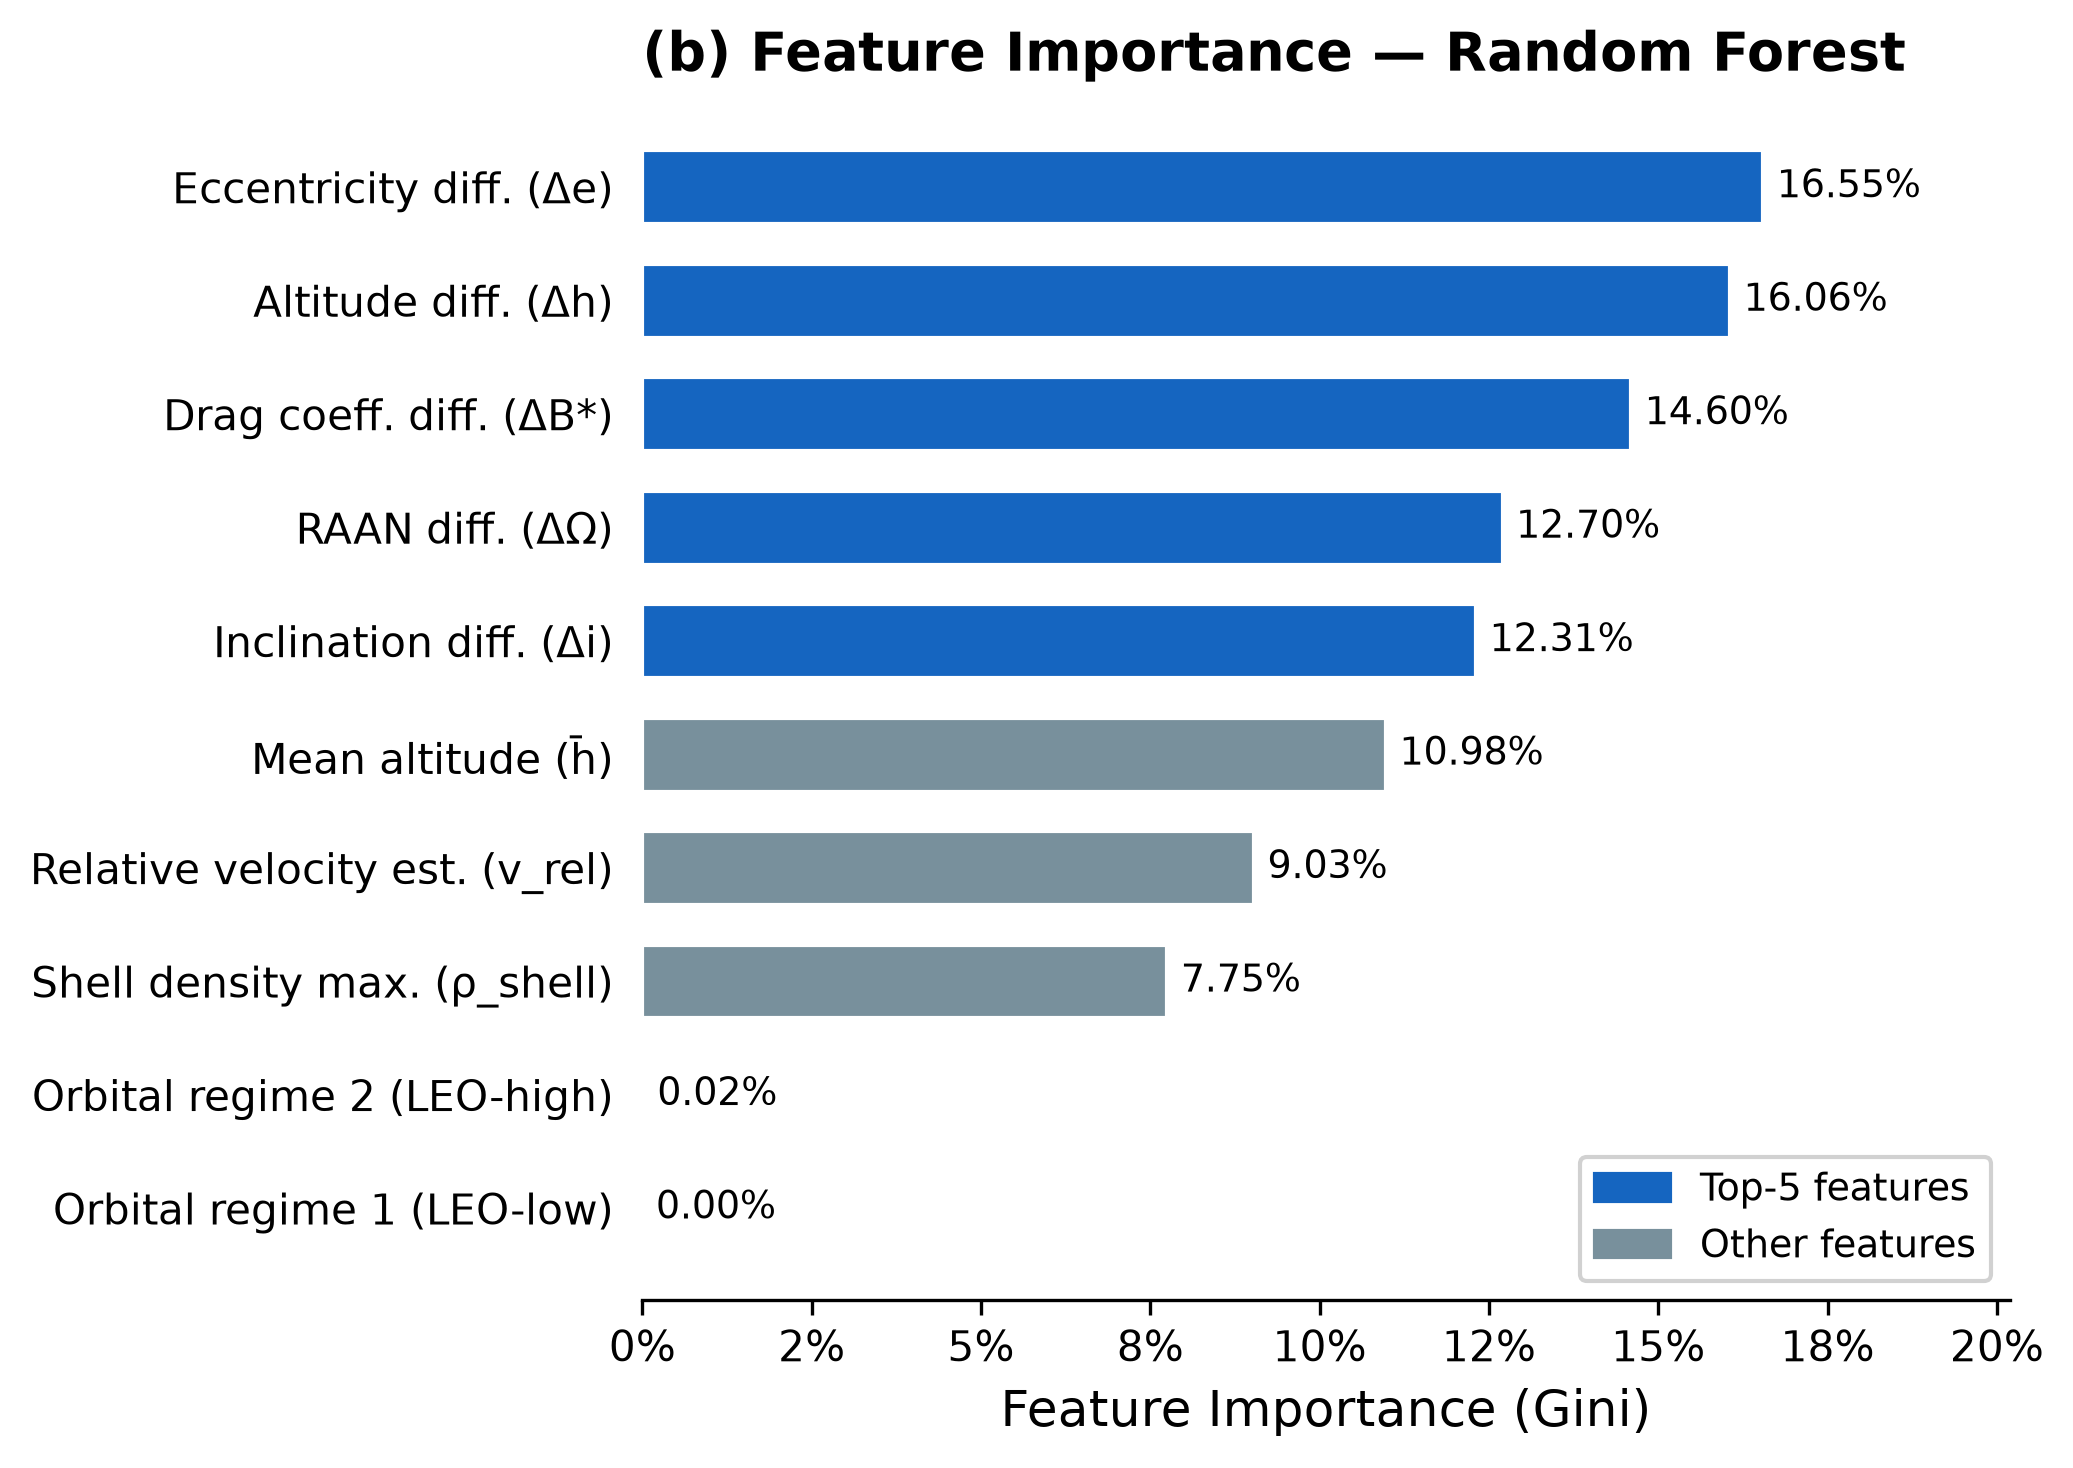 (b) Feature Importance — Random Forest
Eccentricity diff. (Δe) 16.55%
Altitude diff. (Δh) 16.06%
Drag coeff. diff. (ΔB*) 14.60%
RAAN diff. (ΔΩ) 12.70%
Inclination diff. (Δi) 12.31%
Mean altitude (h̄) 10.98%
Relative velocity est. (v_rel) 9.03%
Shell density max. (ρ_shell) 7.75%
Orbital regime 2 (LEO-high) 0.02%
Orbital regime 1 (LEO-low) 0.00%
Top-5 features
Other features
0% 2% 5% 8% 10% 12% 15% 18% 20%
Feature Importance (Gini)